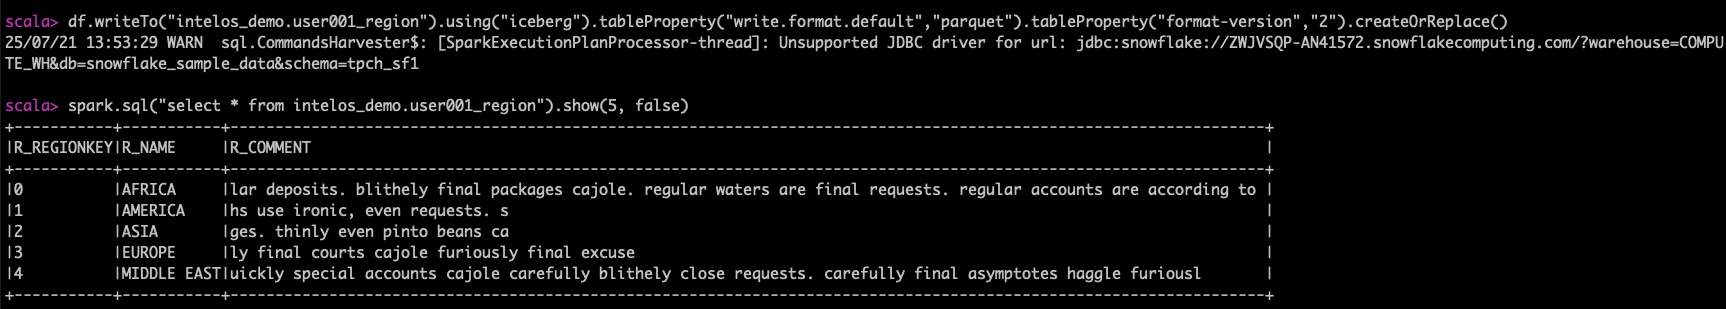 scala> df.writeTo("intelos_demo.user001_region").using("iceberg").tableProperty("write.format.default","parquet").tableProperty("format-version","2").createOrReplace()
25/07/21 13:53:29 WARN  sql.CommandsHarvester$: [SparkExecutionPlanProcessor-thread]: Unsupported JDBC driver for url: jdbc:snowflake://ZWJVSQP-AN41572.snowflakecomputing.com/?warehouse=COMPU
TE_WH&db=snowflake_sample_data&schema=tpch_sf1
scala> spark.sql("select * from intelos_demo.user001_region").show(5, false)
+-----------+-----------+---------------------------------------------------------------------------------------------------------------+
|R_REGIONKEY|R_NAME     |R_COMMENT                                                                                                      |
+-----------+-----------+---------------------------------------------------------------------------------------------------------------+
|0          |AFRICA     |lar deposits. blithely final packages cajole. regular waters are final requests. regular accounts are according to |
|1          |AMERICA    |hs use ironic, even requests. s                                                                                |
|2          |ASIA       |ges. thinly even pinto beans ca                                                                                |
|3          |EUROPE     |ly final courts cajole furiously final excuse                                                                  |
|4          |MIDDLE EAST|uickly special accounts cajole carefully blithely close requests. carefully final asymptotes haggle furiousl   |
+-----------+-----------+---------------------------------------------------------------------------------------------------------------+